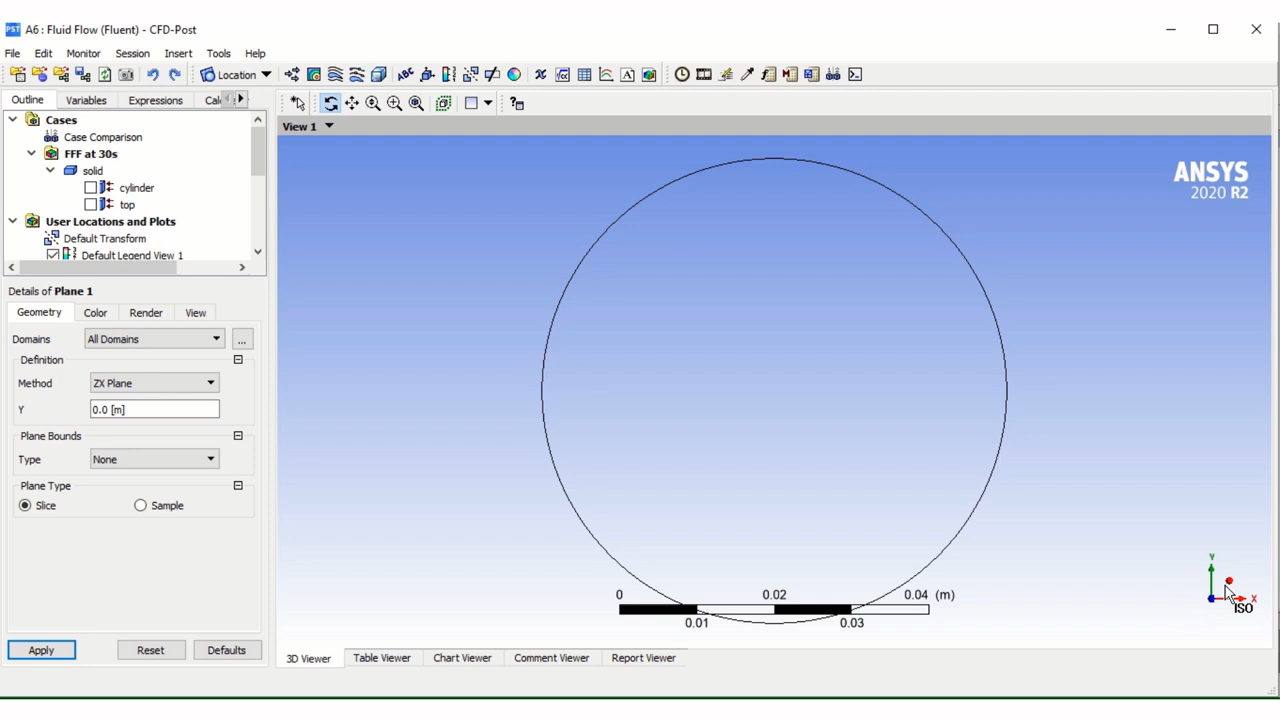 PST A6 : Fluid Flow (Fluent) - CFD-Post
File Edit Monitor Session Insert Tools Help
Location
Outline Variables Expressions Cal
View 1
Cases
Case Comparison
FFF at 30s
solid
cylinder
top
User Locations and Plots
Default Transform
Default Legend View 1
Details of Plane 1
Geometry Color Render View
Domains All Domains ...
Definition
Method ZX Plane
Y 0.0 [m]
Plane Bounds
Type None
Plane Type
Slice Sample
Apply Reset Defaults
ANSYS
2020 R2
0 0.02 0.04 (m)
0.01 0.03
Y
X
ISO
3D Viewer Table Viewer Chart Viewer Comment Viewer Report Viewer